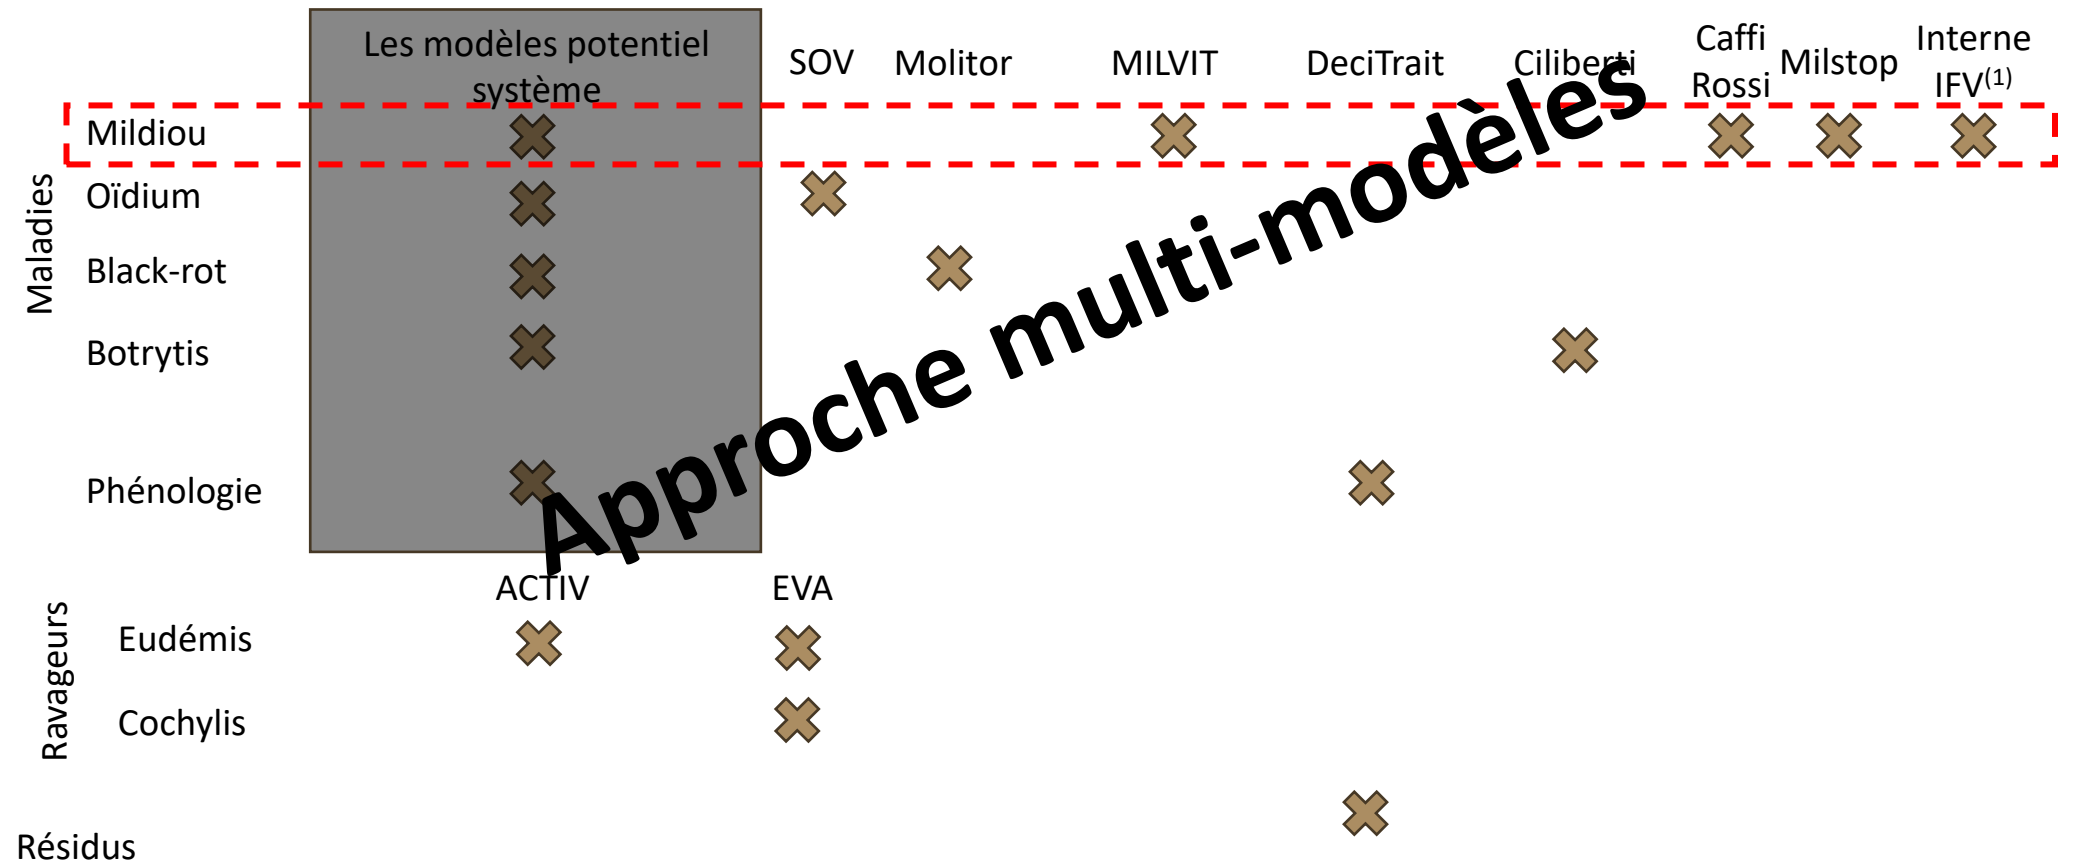 Les modèles potentiel
système
SOV
Molitor
MILVIT
DeciTrait
Ciliberti
Caffi
Rossi
Milstop
Interne
IFV(1)
Maladies
Mildiou
Oïdium
Black-rot
Botrytis
Phénologie
Approche multi-modèles
ACTIV
EVA
Ravageurs
Eudémis
Cochylis
Résidus